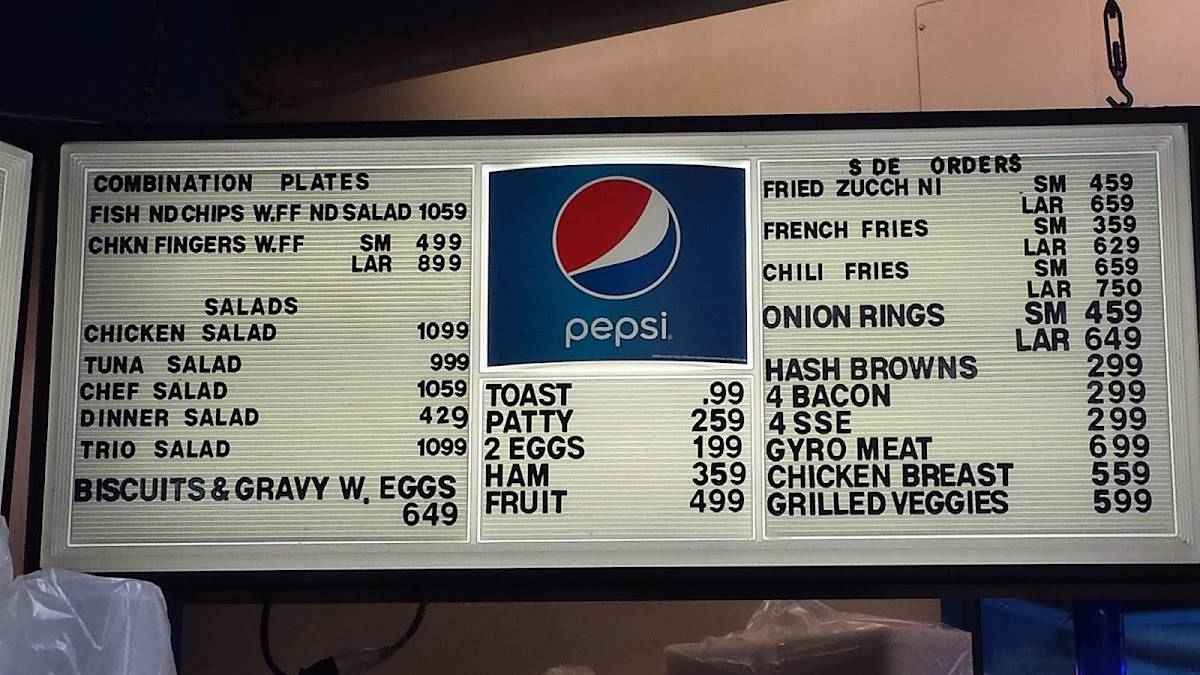 COMBINATION PLATES
FISH ND CHIPS W.FF ND SALAD 1059
CHKN FINGERS W.FF SM 499
LAR 899
SALADS
CHICKEN SALAD 1099
TUNA SALAD 999
CHEF SALAD 1059
DINNER SALAD 429
TRIO SALAD 1099
BISCUITS & GRAVY W. EGGS
649
pepsi
TOAST .99
PATTY 259
2 EGGS 199
HAM 359
FRUIT 499
S DE ORDERS
FRIED ZUCCH NI SM 459
LAR 659
FRENCH FRIES SM 359
LAR 629
CHILI FRIES SM 659
LAR 750
ONION RINGS SM 459
LAR 649
HASH BROWNS 299
4 BACON 299
4 SSE 299
GYRO MEAT 699
CHICKEN BREAST 559
GRILLED VEGGIES 599